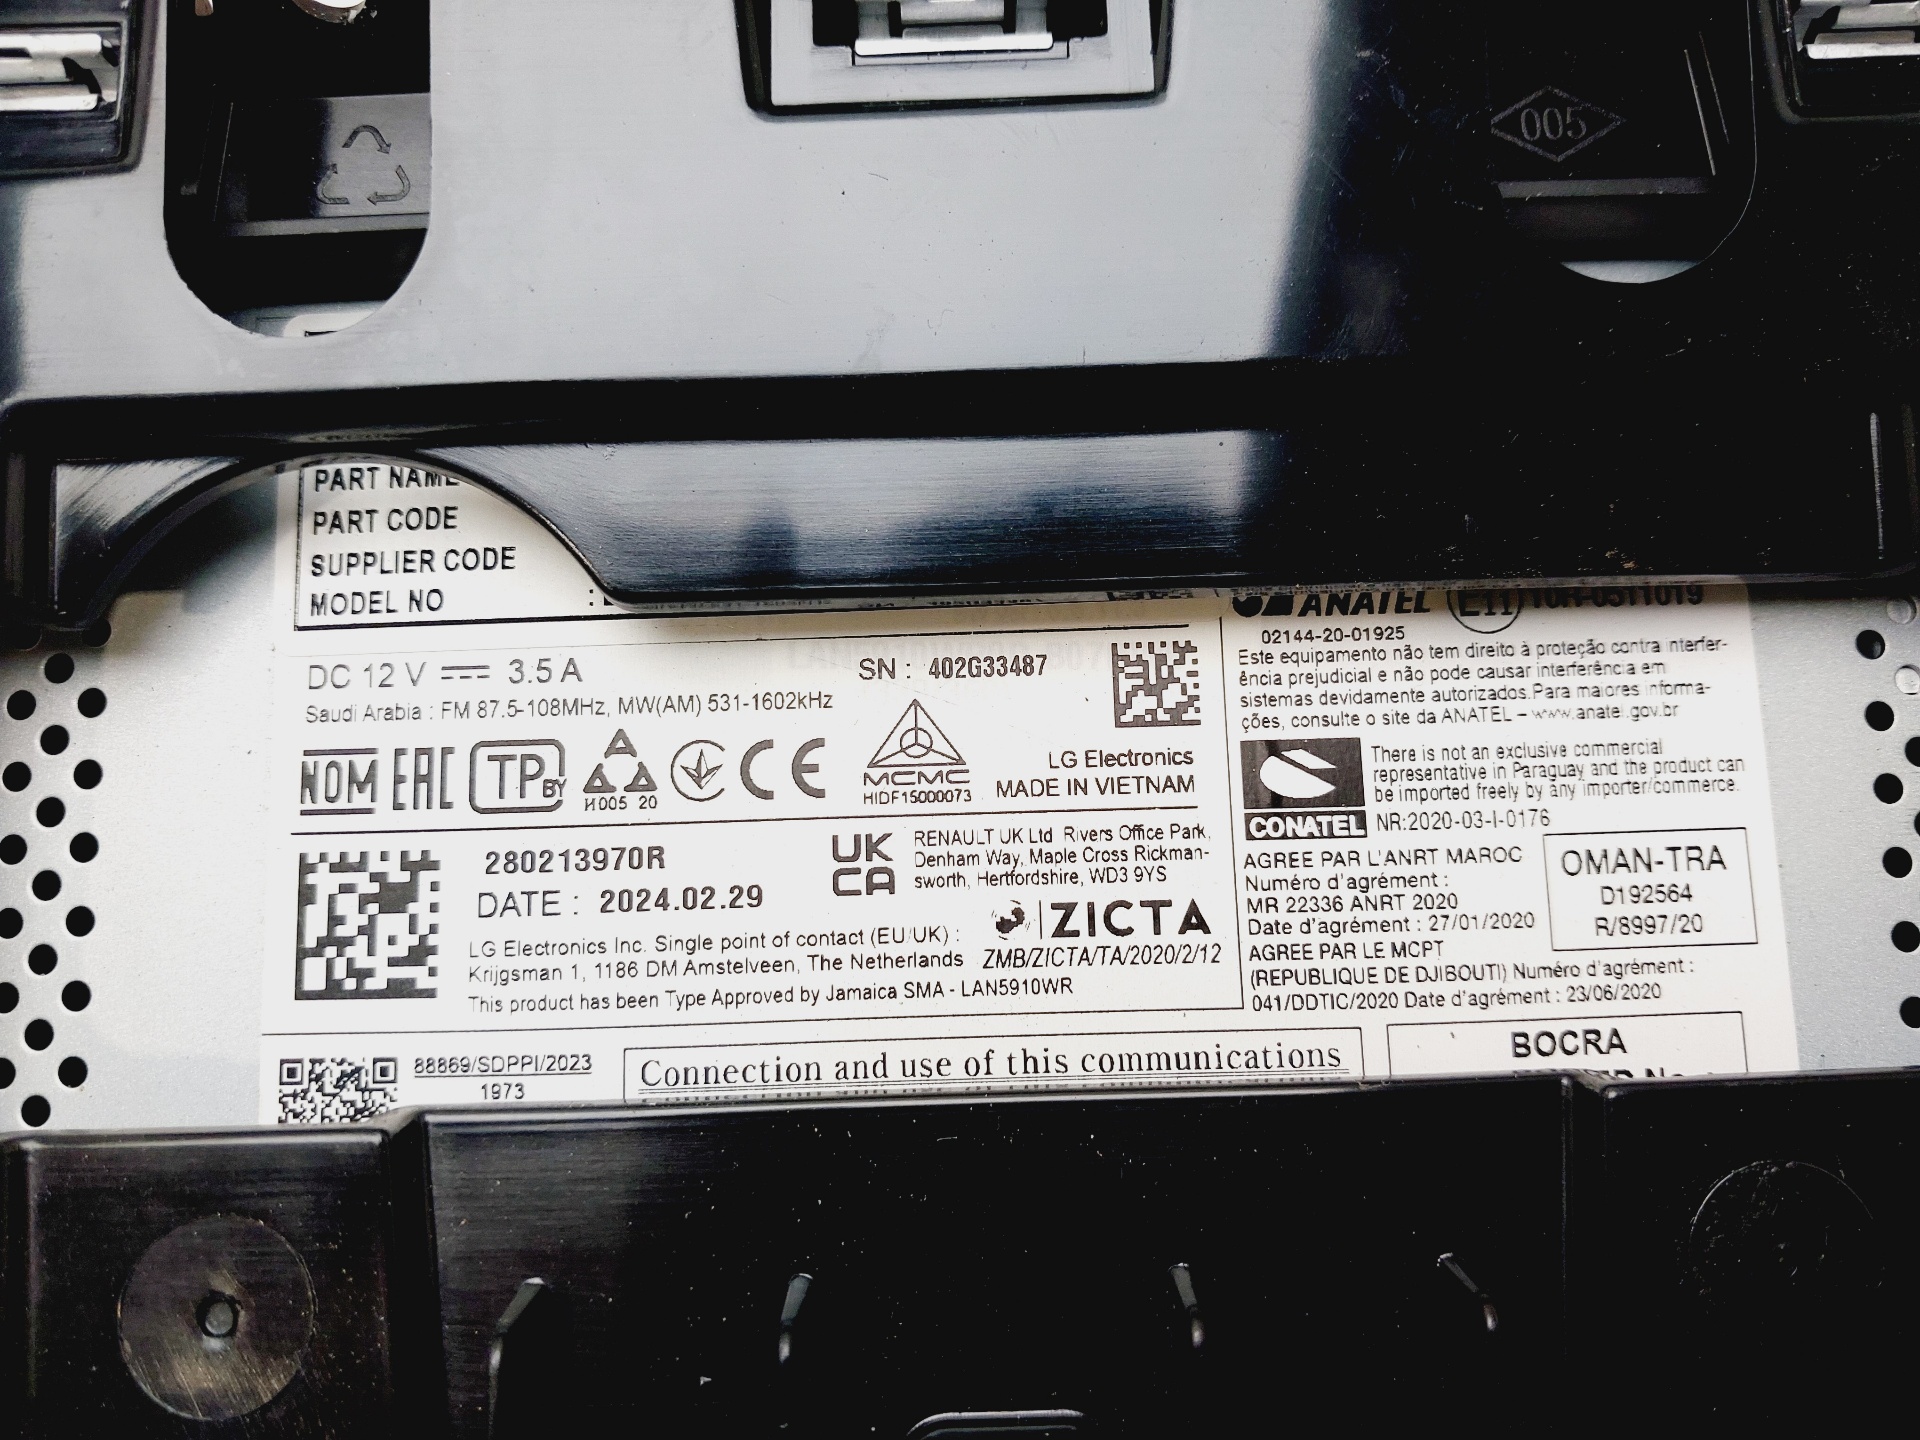 005
PART NAME
PART CODE
SUPPLIER CODE
MODEL NO :
DC 12 V 3.5 A
SN : 402G33487
Saudi Arabia : FM 87.5-108MHz, MW(AM) 531-1602kHz
NOM EAC TP BY
H005 20
CE
MCMC
HIDF15000073
LG Electronics
MADE IN VIETNAM
280213970R
DATE : 2024.02.29
UK
CA
RENAULT UK Ltd Rivers Office Park,
Denham Way, Maple Cross Rickman-
sworth, Hertfordshire, WD3 9YS
ZICTA
ZMB/ZICTA/TA/2020/2/12
LG Electronics Inc. Single point of contact (EU/UK) :
Krijgsman 1, 1186 DM Amstelveen, The Netherlands
This product has been Type Approved by Jamaica SMA - LAN5910WR
ANATEL
E11 10R-0511019
02144-20-01925
Este equipamento não tem direito à proteção contra interfer-
ência prejudicial e não pode causar interferência em
sistemas devidamente autorizados.Para maiores informa-
ções, consulte o site da ANATEL – www.anatel.gov.br
CONATEL
There is not an exclusive commercial
representative in Paraguay and the product can
be imported freely by any importer/commerce.
NR:2020-03-I-0176
AGREE PAR L'ANRT MAROC
Numéro d'agrément :
MR 22336 ANRT 2020
Date d'agrément : 27/01/2020
OMAN-TRA
D192564
R/8997/20
AGREE PAR LE MCPT
(REPUBLIQUE DE DJIBOUTI) Numéro d'agrément :
041/DDTIC/2020 Date d'agrément : 23/06/2020
88869/SDPPI/2023
1973
Connection and use of this communications
BOCRA